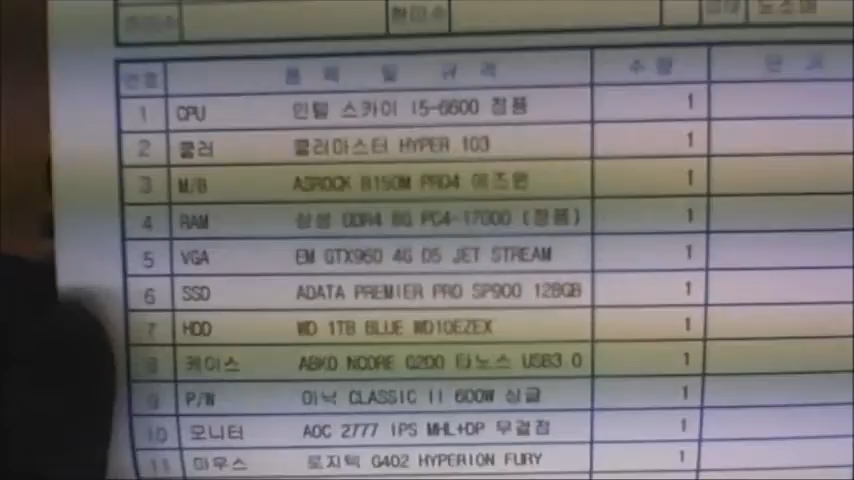 번호 품 목 및 규 격 수 량 단 가
1 CPU 인텔 스카이 I5-6600 정품 1
2 쿨러 쿨러마스터 HYPER 103 1
3 M/B ASROCK B150M PRO4 에즈윈 1
4 RAM 삼성 DDR4 8G PC4-17000 (정품) 1
5 VGA EM GTX960 4G D5 JET STREAM 1
6 SSD ADATA PREMIER PRO SP900 128GB 1
7 HDD WD 1TB BLUE WD10EZEX 1
8 케이스 ABKO NCORE G200 타노스 USB3.0 1
9 P/W 마닉 CLASSIC II 600W 싱글 1
10 모니터 AOC 2777 IPS MHL+DP 무결점 1
11 마우스 로지텍 G402 HYPERION FURY 1